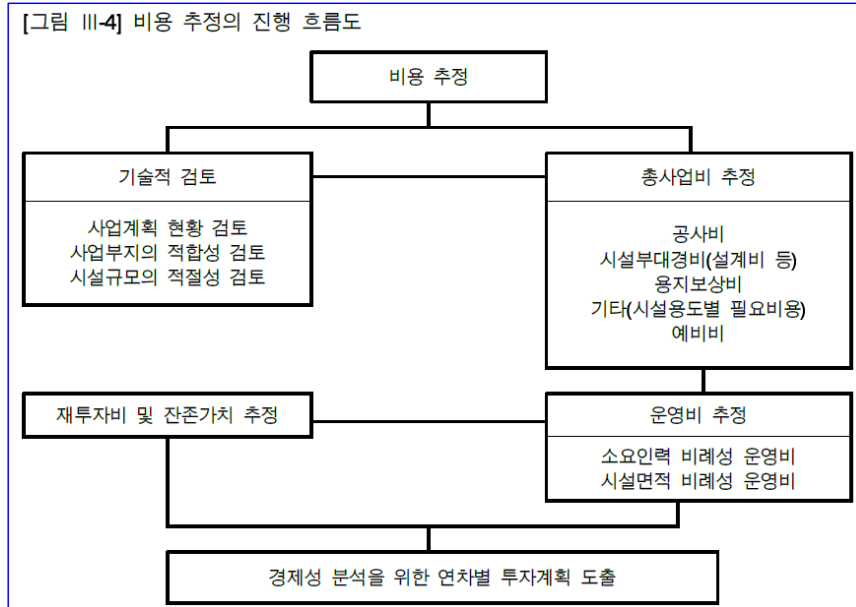 [그림 Ⅲ-4] 비용 추정의 진행 흐름도
비용 추정
기술적 검토
사업계획 현황 검토
사업부지의 적합성 검토
시설규모의 적절성 검토
총사업비 추정
공사비
시설부대경비(설계비 등)
용지보상비
기타(시설용도별 필요비용)
예비비
재투자비 및 잔존가치 추정
운영비 추정
소요인력 비례성 운영비
시설면적 비례성 운영비
경제성 분석을 위한 연차별 투자계획 도출